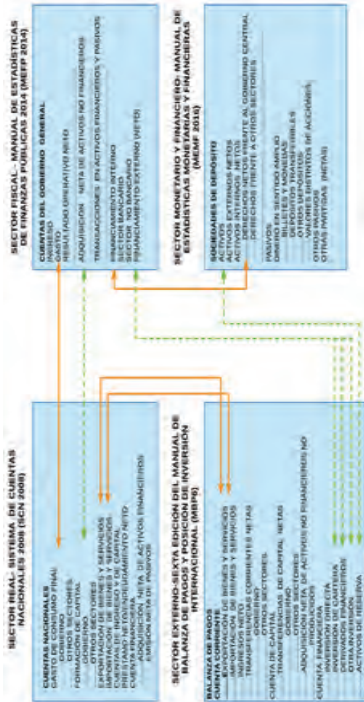 SECTOR REAL- SISTEMA DE CUENTAS
NACIONALES 2008 (SCN 2008)
CUENTAS NACIONALES
GASTO DE CONSUMO FINAL
GOBIERNO
OTROS SECTORES
FORMACIÓN DE CAPITAL
GOBIERNO
OTROS SECTORES
EXPORTACIÓN DE BIENES Y SERVICIOS
IMPORTACIÓN DE BIENES Y SERVICIOS
CUENTAS DE INGRESO Y DE CAPITAL
PRÉSTAMO NETO/ENDEUDAMIENTO NETO
CUENTA FINANCIERA
ADQUISICIÓN NETA DE ACTIVOS FINANCIEROS
EMISIÓN NETA DE PASIVOS
SECTOR FISCAL- MANUAL DE ESTADÍSTICAS
DE FINANZAS PÚBLICAS 2014 (MEFP 2014)
CUENTAS DEL GOBIERNO GENERAL
INGRESO
GASTO
RESULTADO OPERATIVO NETO
ADQUISICIÓN NETA DE ACTIVOS NO FINANCIEROS
TRANSACCIONES EN ACTIVOS FINANCIEROS Y PASIVOS
FINANCIAMIENTO INTERNO
SECTOR BANCARIO
SECTOR NO BANCARIO
FINANCIAMIENTO EXTERNO (NETO)
SECTOR EXTERNO-SEXTA EDICIÓN DEL MANUAL DE
BALANZA DE PAGOS Y POSICIÓN DE INVERSIÓN
INTERNACIONAL (MBP6)
BALANZA DE PAGOS
CUENTA CORRIENTE
EXPORTACIÓN DE BIENES Y SERVICIOS
IMPORTACIÓN DE BIENES Y SERVICIOS
INGRESOS NETOS
TRANSFERENCIAS CORRIENTES NETAS
GOBIERNO
OTROS SECTORES
CUENTA DE CAPITAL
TRANSFERENCIAS DE CAPITAL NETAS
GOBIERNO
OTROS SECTORES
ADQUISICIÓN NETA DE ACTIVOS NO FINANCIEROS NO
PRODUCIDOS
CUENTA FINANCIERA
INVERSIÓN DIRECTA
INVERSIÓN DE CARTERA
DERIVADOS FINANCIEROS
OTRA INVERSIÓN
ACTIVOS DE RESERVA
SECTOR MONETARIO Y FINANCIERO- MANUAL DE
ESTADÍSTICAS MONETARIAS Y FINANCIERAS
(MEMF 2016)
SOCIEDADES DE DEPÓSITO
ACTIVOS
ACTIVOS EXTERNOS NETOS
ACTIVOS INTERNOS NETOS
DERECHOS NETOS FRENTE AL GOBIERNO CENTRAL
DERECHOS FRENTE A OTROS SECTORES
PASIVOS
DINERO EN SENTIDO AMPLIO
BILLETES Y MONEDAS
DEPÓSITOS TRANSFERIBLES
OTROS DEPÓSITOS
VALORES DISTINTOS DE ACCIONES
OTROS PASIVOS
OTRAS PARTIDAS (NETAS)